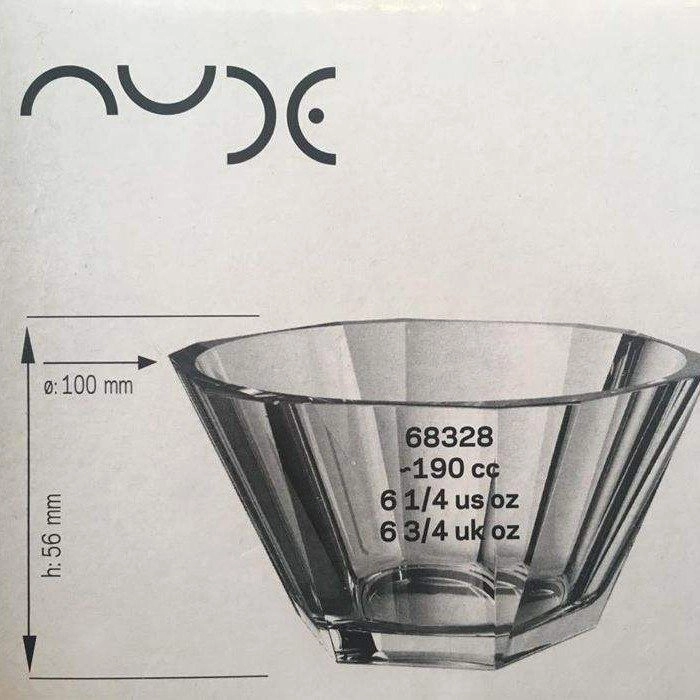 nude
ø: 100 mm
h: 56 mm
68328
~190 cc
6 1/4 us oz
6 3/4 uk oz